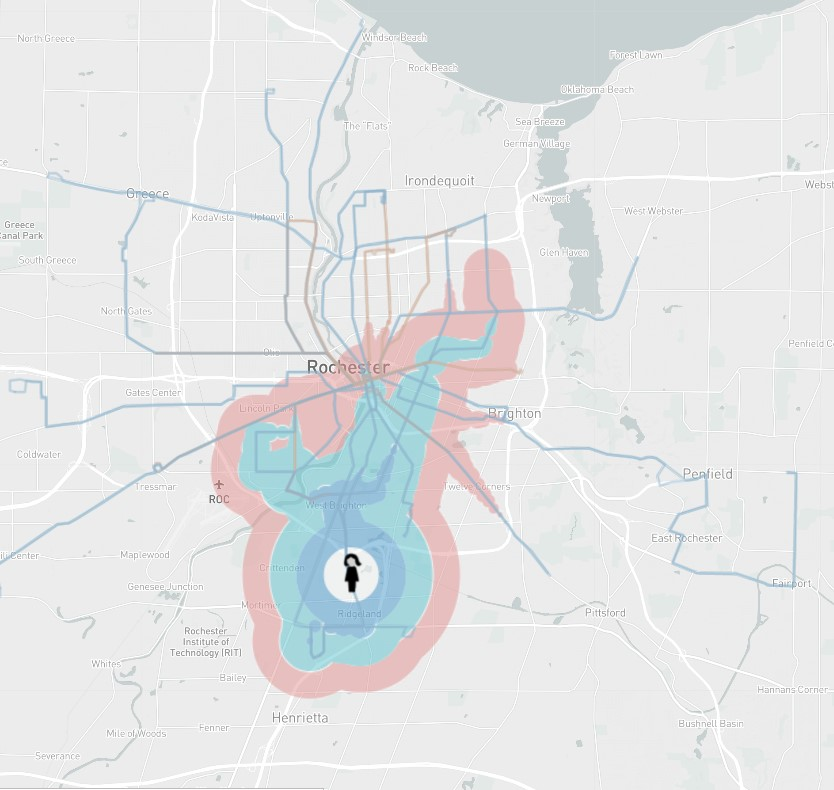 North Greece
Windsor Beach
Forest Lawn
Rock Beach
Oklahoma Beach
Sea Breeze
The "Flats"
German Village
Irondequoit
Greece
Newport
Webst
KodaVista
West Webster
Greece
anal Park
Glen Haven
South Greece
North Gates
Penfield C
Rochester
Gates Center
Lincoln Park
Brighton
Coldwater
Penfield
Tressmar
Twelve Corners
ROC
West Brighton
East Rochester
ili Center
Maplewood
Crittenden
Genesee Junction
Fairport
Mortimer
Ridgeland
Pittsford
Rochester
Institute of
Technology (RIT)
Whites
Bailey
Hannans Corner
Henrietta
Bushnell Basin
Fenner
Mile of Woods
Severance